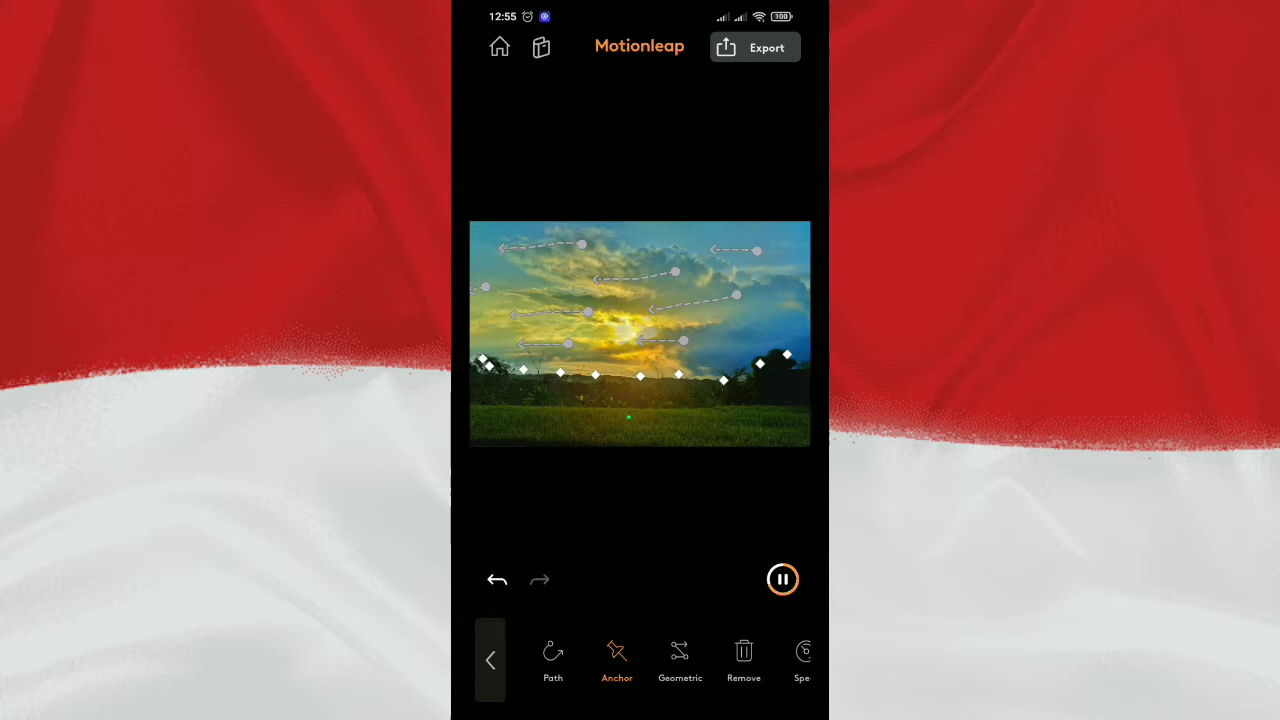 12:55
100
Motionleap
Export
Path
Anchor
Geometric
Remove
Spe